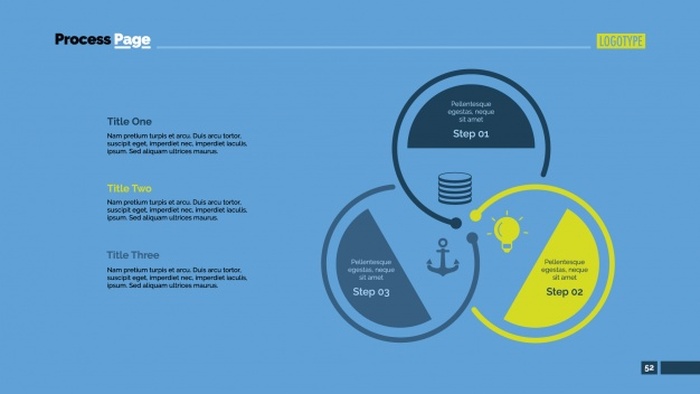 Process Page
LOGOTYPE
Title One
Nam pretium turpis et arcu. Duis arcu tortor,
suscipit eget, imperdiet nec, imperdiet iaculis,
ipsum. Sed aliquam ultrices maurus.
Title Two
Nam pretium turpis et arcu. Duis arcu tortor,
suscipit eget, imperdiet nec, imperdiet iaculis,
ipsum. Sed aliquam ultrices maurus.
Title Three
Nam pretium turpis et arcu. Duis arcu tortor,
suscipit eget, imperdiet nec, imperdiet iaculis,
ipsum. Sed aliquam ultrices maurus.
Pellentesque
egestas, neque
sit amet
Step 01
Pellentesque
egestas, neque
sit amet
Step 02
Pellentesque
egestas, neque
sit amet
Step 03
52